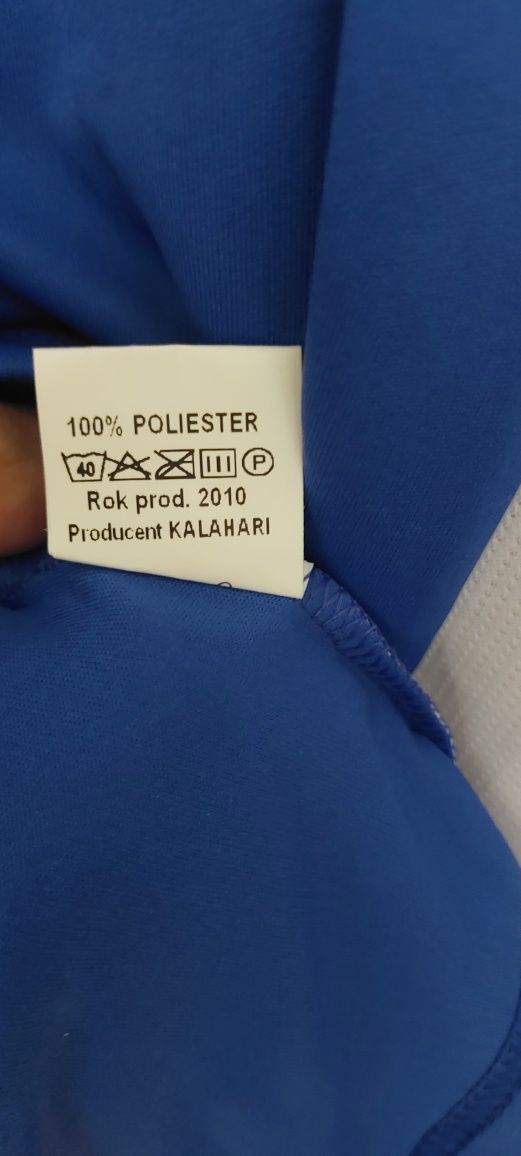 100% POLIESTER
40 P
Rok prod. 2010
Producent KALAHARI